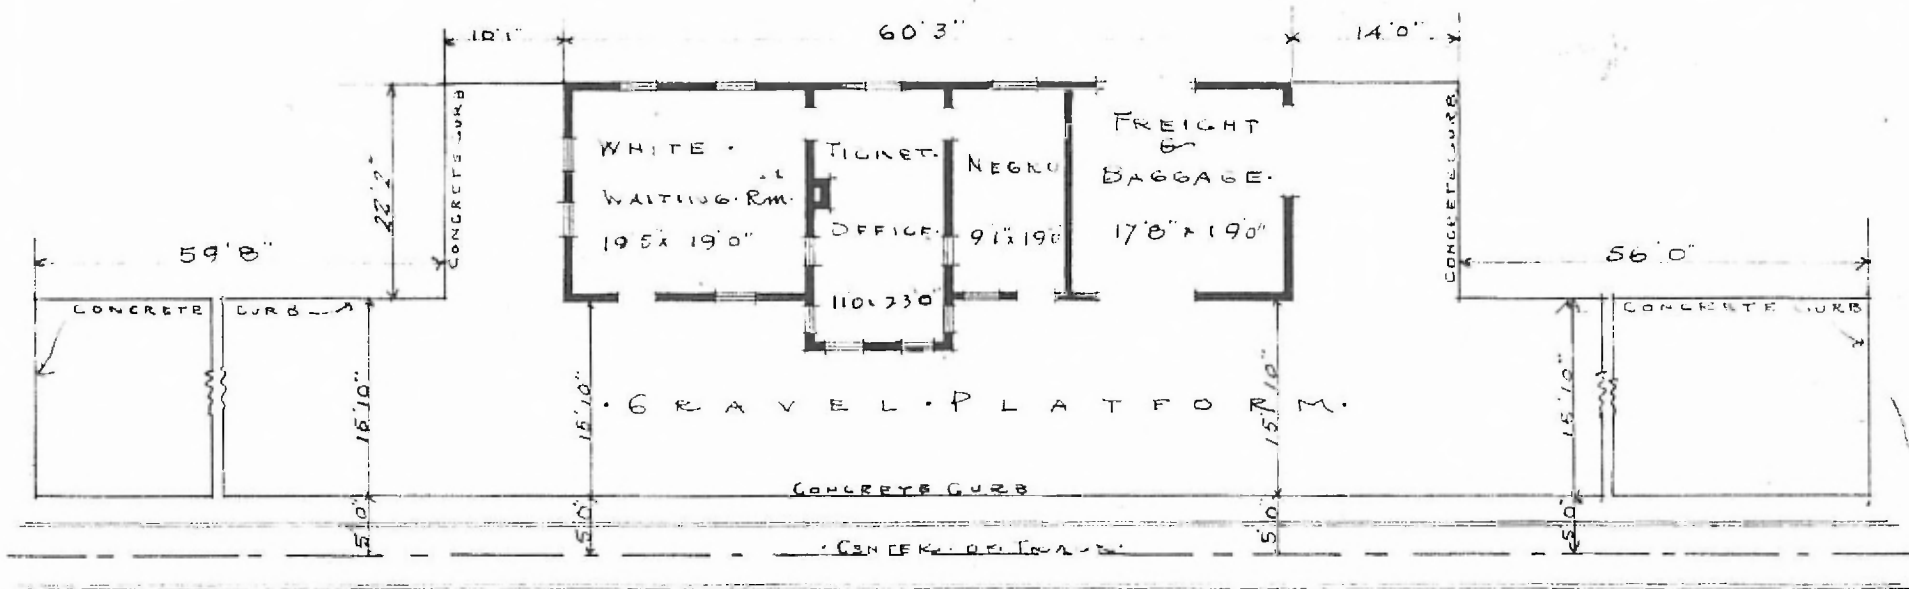 10'1"
60'3"
14'0"
CONCRETE CURB
22'2"
WHITE
WAITING RM.
19'5" x 19'0"
TICKET
OFFICE
11'0 x 23'0"
NEGRO
9'1" x 19'0
FREIGHT
&
BAGGAGE
17'8" x 19'0"
CONCRETE CURB
59'8"
56'0"
CONCRETE CURB
CONCRETE CURB
15'10"
15'10"
GRAVEL PLATFORM
15'10"
15'10"
CONCRETE CURB
5'0"
5'0"
CENTER OF TRACK
5'0"
5'0"